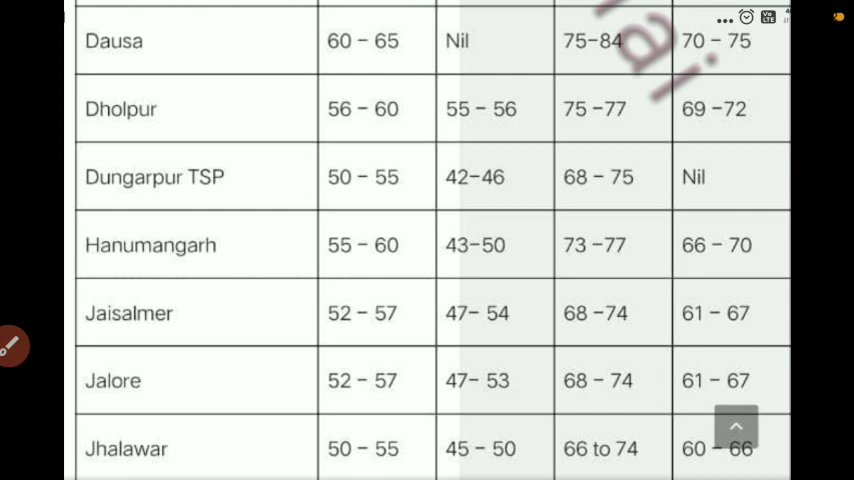 Dausa 60 – 65 Nil 75–84 70 – 75
Dholpur 56 – 60 55 – 56 75 –77 69 –72
Dungarpur TSP 50 – 55 42–46 68 – 75 Nil
Hanumangarh 55 – 60 43–50 73 –77 66 – 70
Jaisalmer 52 – 57 47– 54 68 –74 61 – 67
Jalore 52 – 57 47– 53 68 – 74 61 – 67
Jhalawar 50 – 55 45 – 50 66 to 74 60 – 66